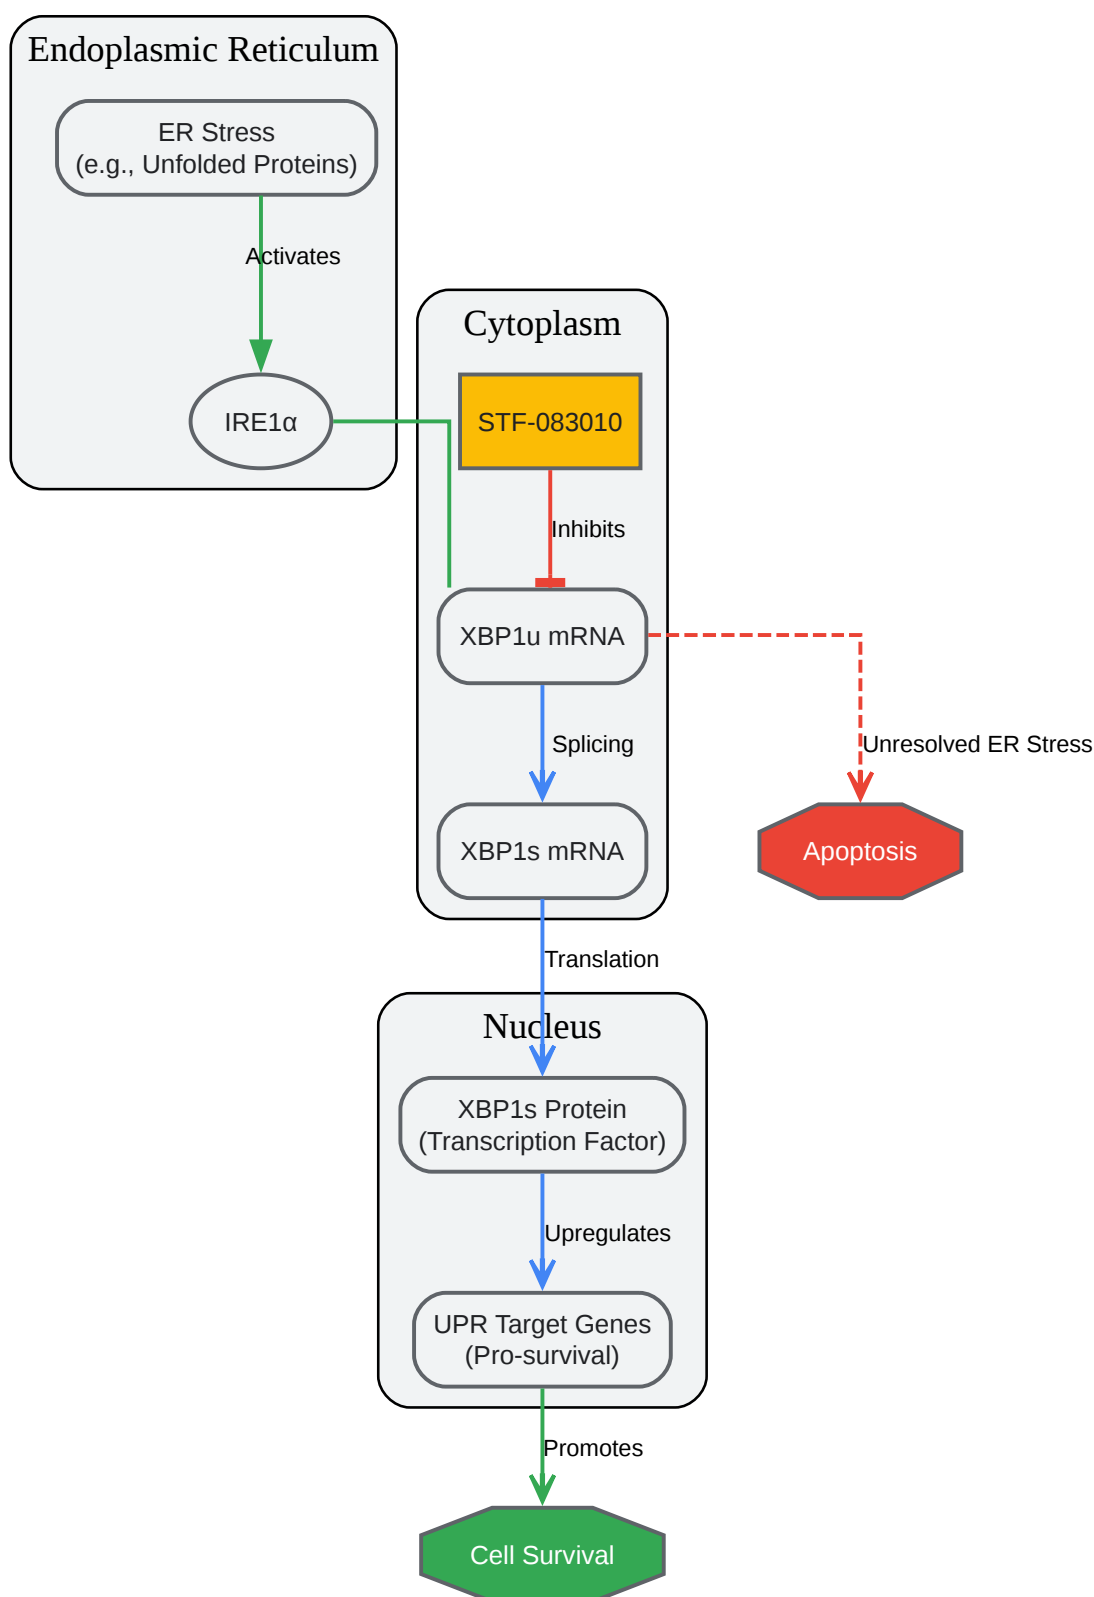 Endoplasmic Reticulum
ER Stress
(e.g., Unfolded Proteins)
Activates
IRE1α
Cytoplasm
STF-083010
Inhibits
XBP1u mRNA
Splicing
Unresolved ER Stress
XBP1s mRNA
Apoptosis
Translation
Nucleus
XBP1s Protein
(Transcription Factor)
Upregulates
UPR Target Genes
(Pro-survival)
Promotes
Cell Survival